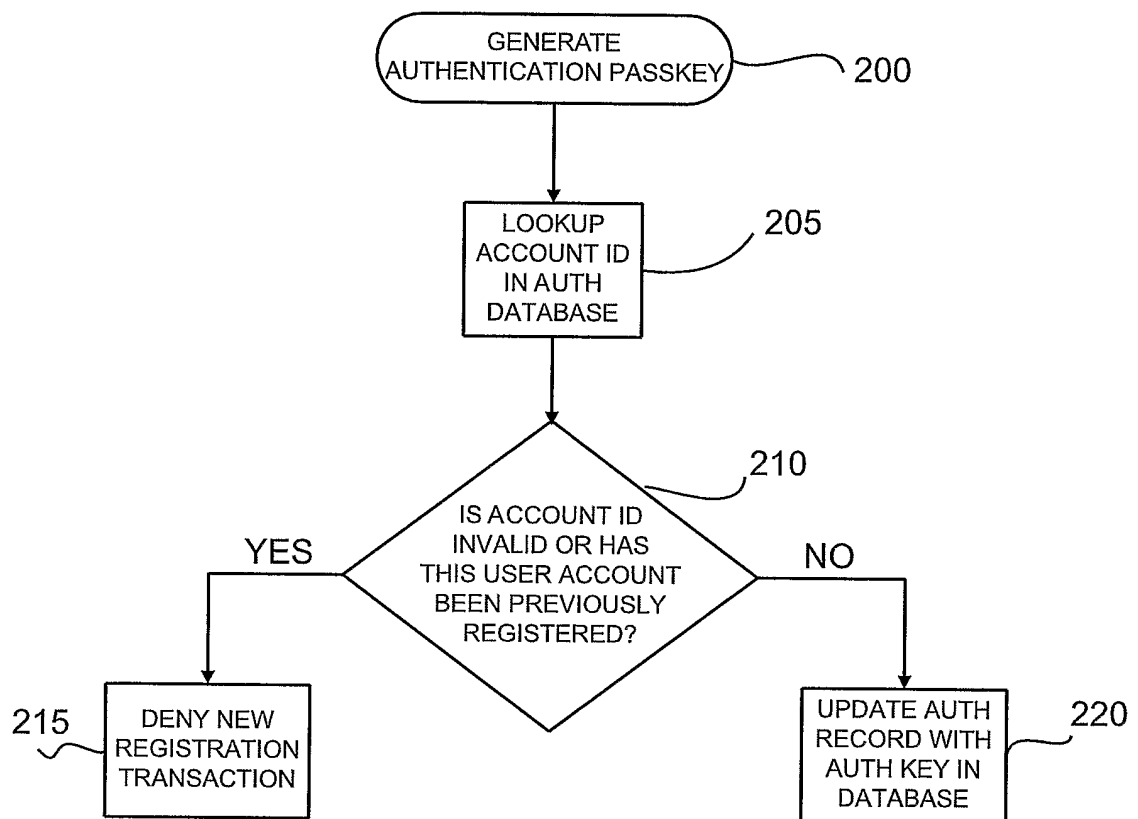 GENERATE
AUTHENTICATION PASSKEY
200
LOOKUP
ACCOUNT ID
IN AUTH
DATABASE
205
210
IS ACCOUNT ID
INVALID OR HAS
THIS USER ACCOUNT
BEEN PREVIOUSLY
REGISTERED?
YES
NO
215
DENY NEW
REGISTRATION
TRANSACTION
UPDATE AUTH
RECORD WITH
AUTH KEY IN
DATABASE
220